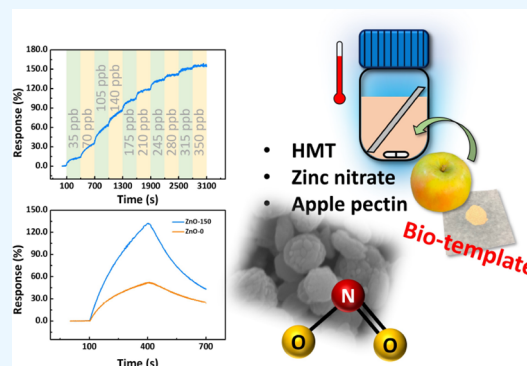 150.0
120.0
90.0
60.0
30.0
0.0
Response (%)
35 ppb
70 ppb
105 ppb
140 ppb
175 ppb
210 ppb
245 ppb
280 ppb
315 ppb
350 ppb
100 700 1300 1900 2500 3100
Time (s)
150.0
120.0
90.0
60.0
30.0
0.0
Response (%)
ZnO-150
ZnO-0
100 400 700
Time (s)
• HMT
• Zinc nitrate
• Apple pectin
Bio-template
N
O
O